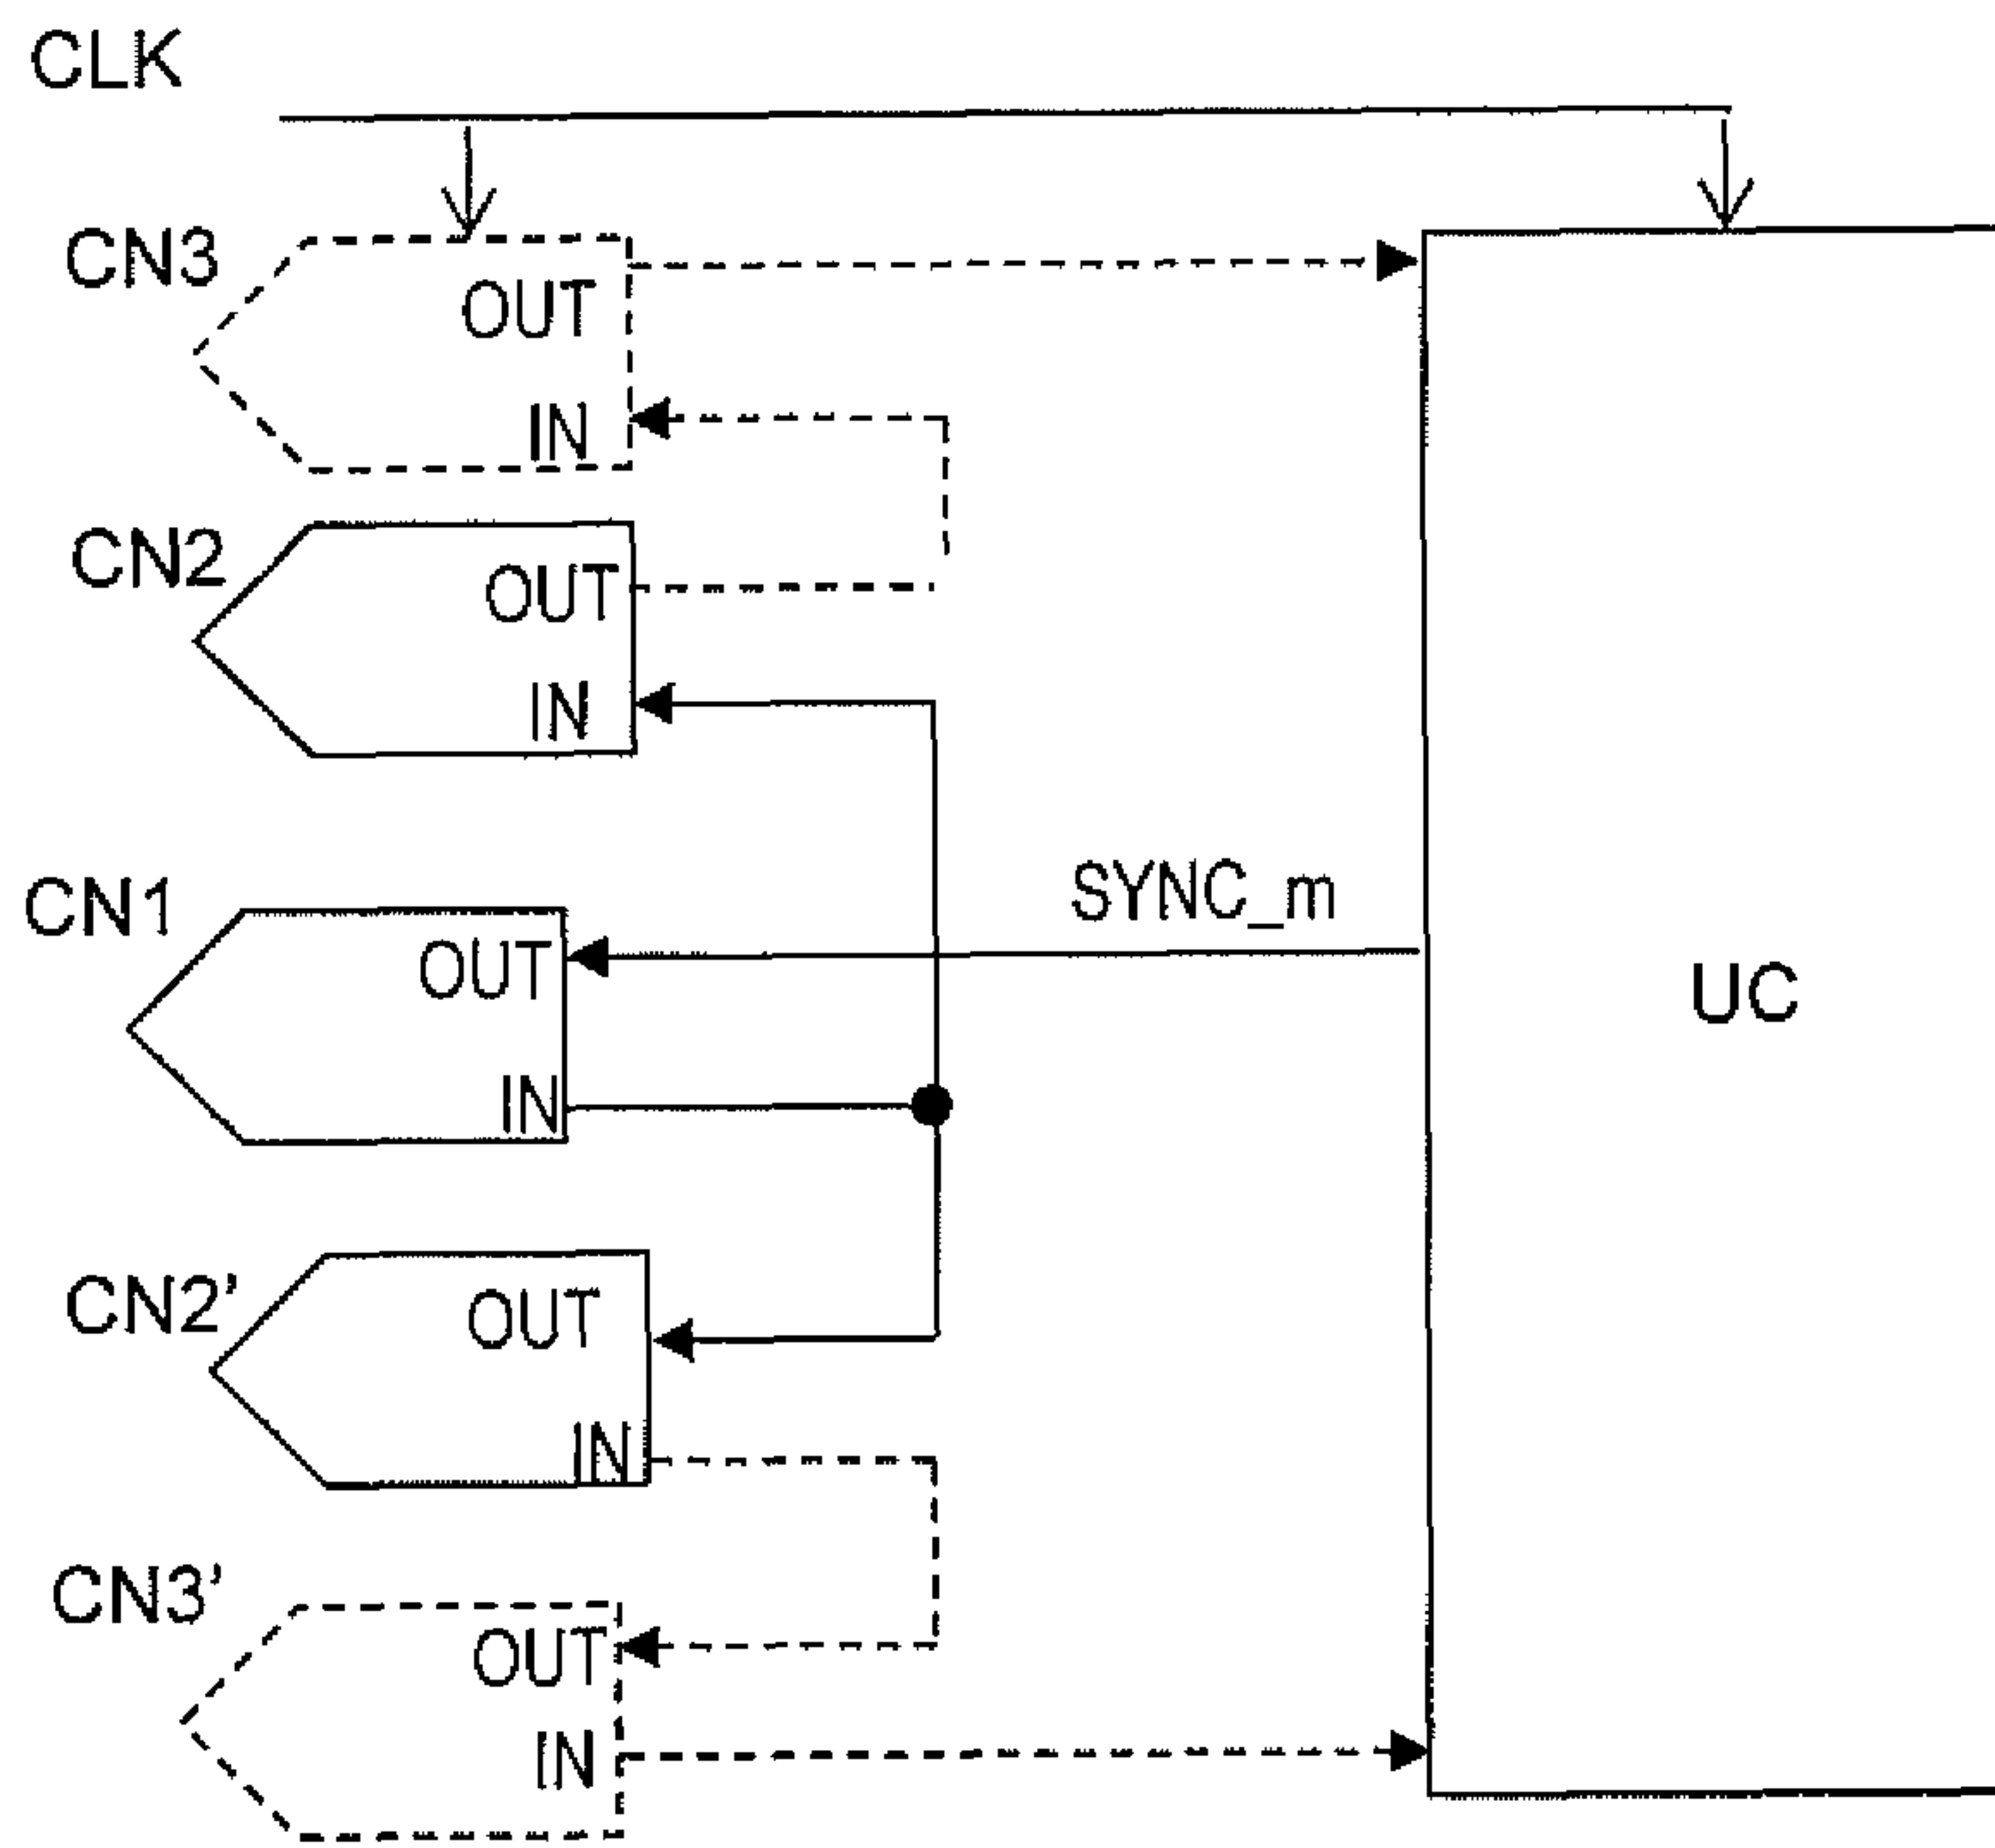 CLK
CN3
OUT
IN
CN2
OUT
IN
SYNC_m
CN1
OUT
UC
IN
CN2'
OUT
IN
CN3'
OUT
IN